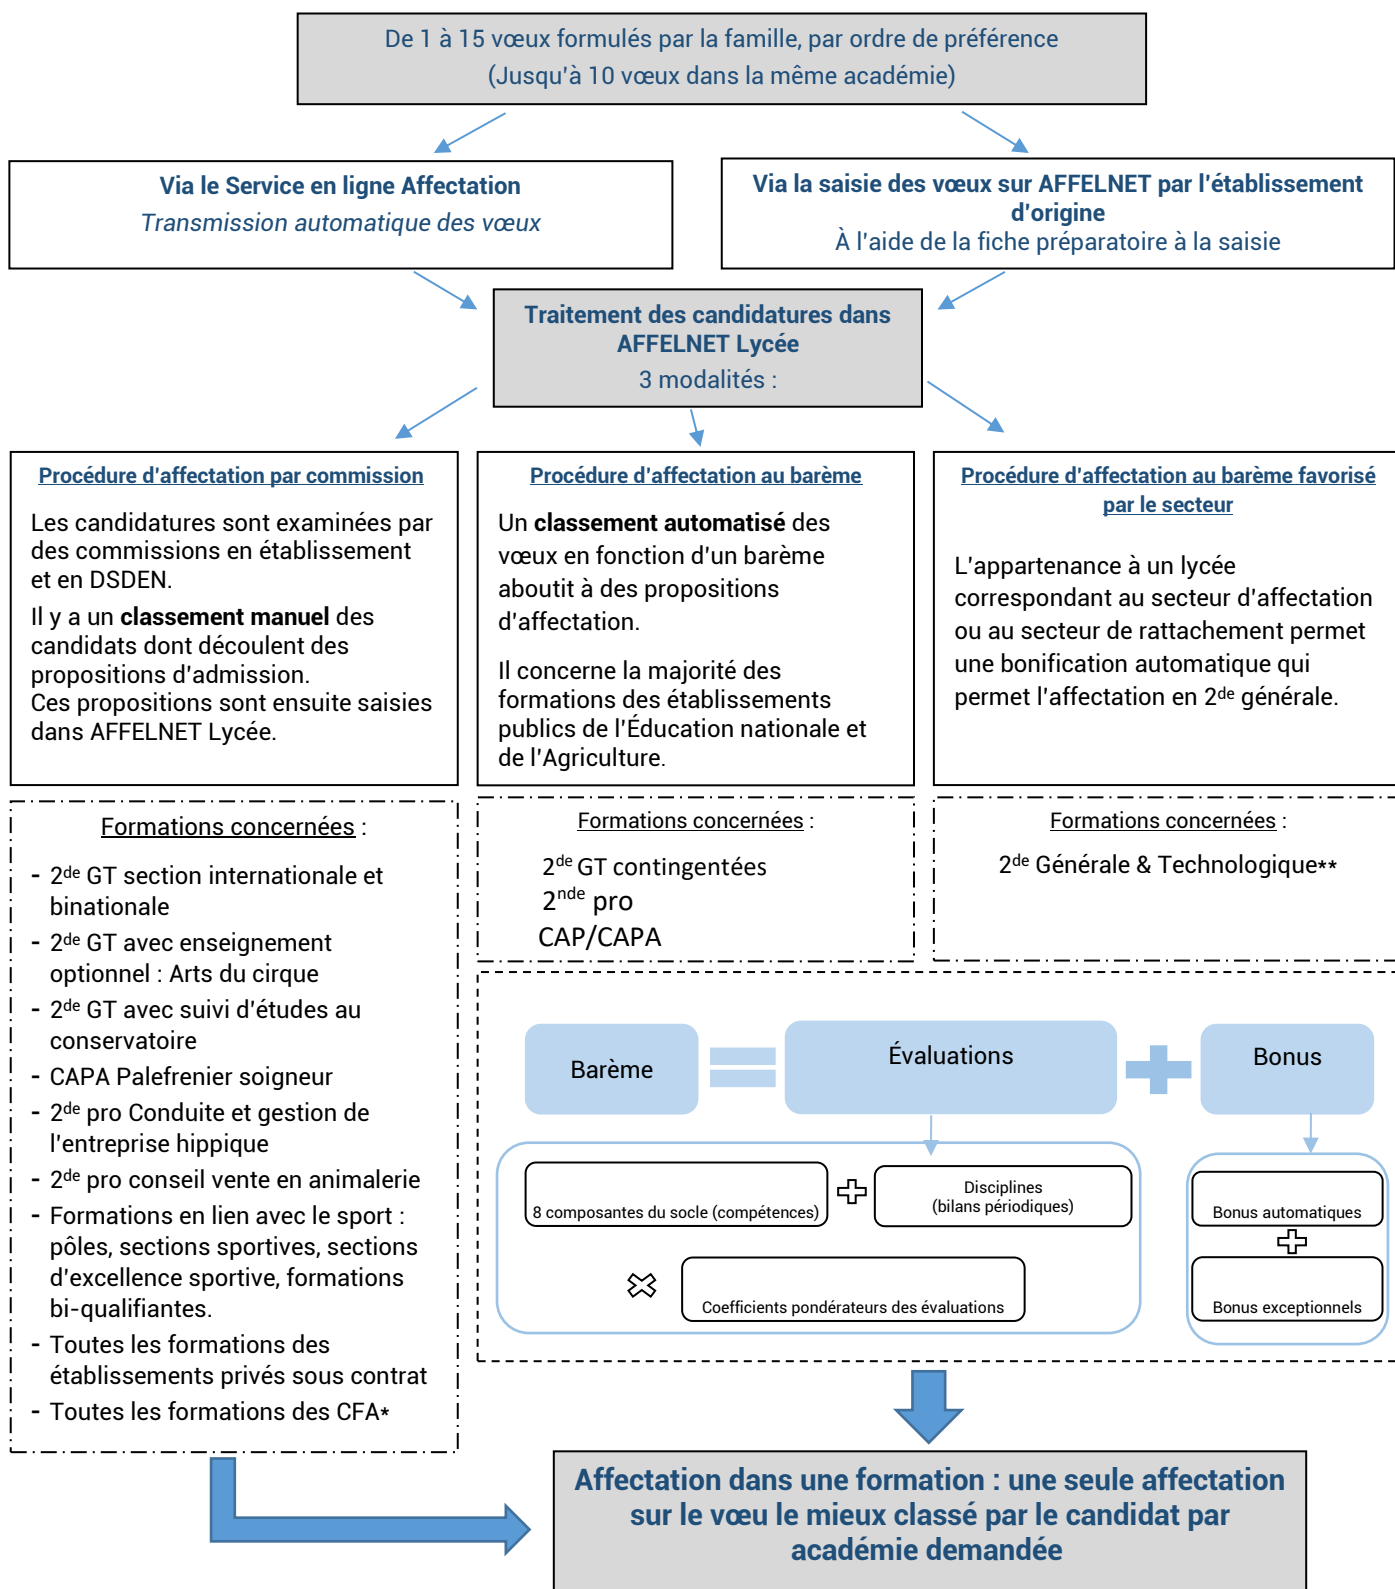 De 1 à 15 vœux formulés par la famille, par ordre de préférence
(Jusqu'à 10 vœux dans la même académie)
Via le Service en ligne Affectation
Transmission automatique des vœux
Via la saisie des vœux sur AFFELNET par l'établissement
d'origine
À l'aide de la fiche préparatoire à la saisie
Traitement des candidatures dans
AFFELNET Lycée
3 modalités :
Procédure d'affectation par commission
Les candidatures sont examinées par
des commissions en établissement
et en DSDEN.
Il y a un classement manuel des
candidats dont découlent des
propositions d'admission.
Ces propositions sont ensuite saisies
dans AFFELNET Lycée.
Procédure d'affectation au barème
Un classement automatisé des
vœux en fonction d'un barème
aboutit à des propositions
d'affectation.
Il concerne la majorité des
formations des établissements
publics de l'Éducation nationale et
de l'Agriculture.
Procédure d'affectation au barème favorisé
par le secteur
L'appartenance à un lycée
correspondant au secteur d'affectation
ou au secteur de rattachement permet
une bonification automatique qui
permet l'affectation en 2de générale.
Formations concernées :
- 2de GT section internationale et
binationale
- 2de GT avec enseignement
optionnel : Arts du cirque
- 2de GT avec suivi d'études au
conservatoire
- CAPA Palefrenier soigneur
- 2de pro Conduite et gestion de
l'entreprise hippique
- 2de pro conseil vente en animalerie
- Formations en lien avec le sport :
pôles, sections sportives, sections
d'excellence sportive, formations
bi-qualifiantes.
- Toutes les formations des
établissements privés sous contrat
- Toutes les formations des CFA*
Formations concernées :
2de GT contingentées
2nde pro
CAP/CAPA
Formations concernées :
2de Générale & Technologique**
Barème
Évaluations
Bonus
8 composantes du socle (compétences)
Disciplines
(bilans périodiques)
Coefficients pondérateurs des évaluations
Bonus automatiques
Bonus exceptionnels
Affectation dans une formation : une seule affectation
sur le vœu le mieux classé par le candidat par
académie demandée